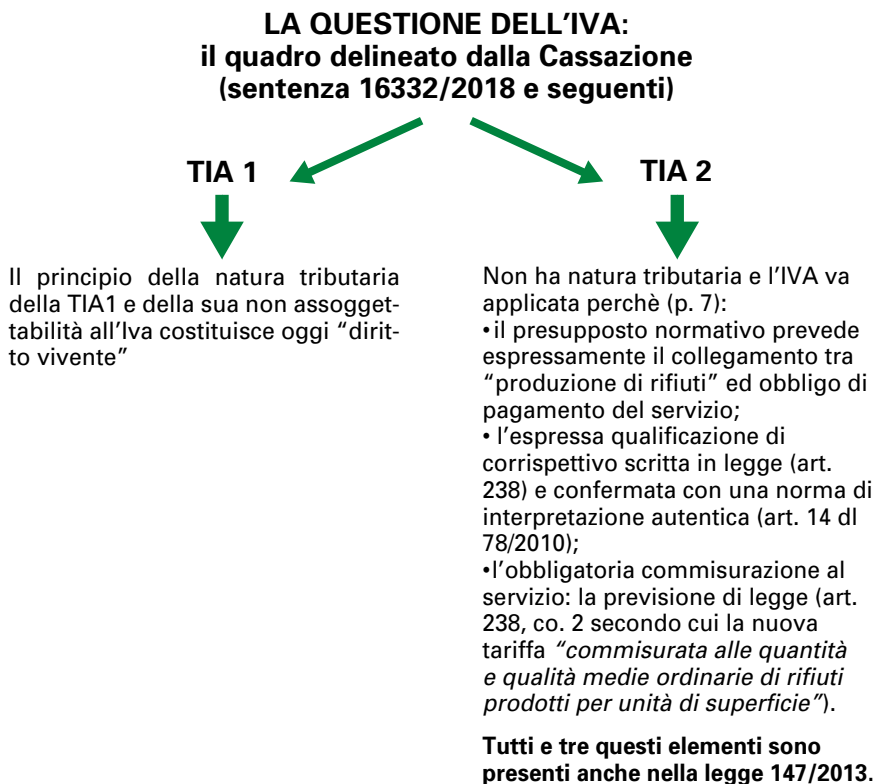 LA QUESTIONE DELL’IVA:
il quadro delineato dalla Cassazione
(sentenza 16332/2018 e seguenti)
TIA 1
Il principio della natura tributaria
della TIA1 e della sua non assogget-
tabilità all’Iva costituisce oggi “dirit-
to vivente”
TIA 2
Non ha natura tributaria e l’IVA va
applicata perchè (p. 7):
•il presupposto normativo prevede
espressamente il collegamento tra
“produzione di rifiuti” ed obbligo di
pagamento del servizio;
• l’espressa qualificazione di
corrispettivo scritta in legge (art.
238) e confermata con una norma di
interpretazione autentica (art. 14 dl
78/2010);
•l’obbligatoria commisurazione al
servizio: la previsione di legge (art.
238, co. 2 secondo cui la nuova
tariffa “commisurata alle quantità
e qualità medie ordinarie di rifiuti
prodotti per unità di superficie”).
Tutti e tre questi elementi sono
presenti anche nella legge 147/2013.